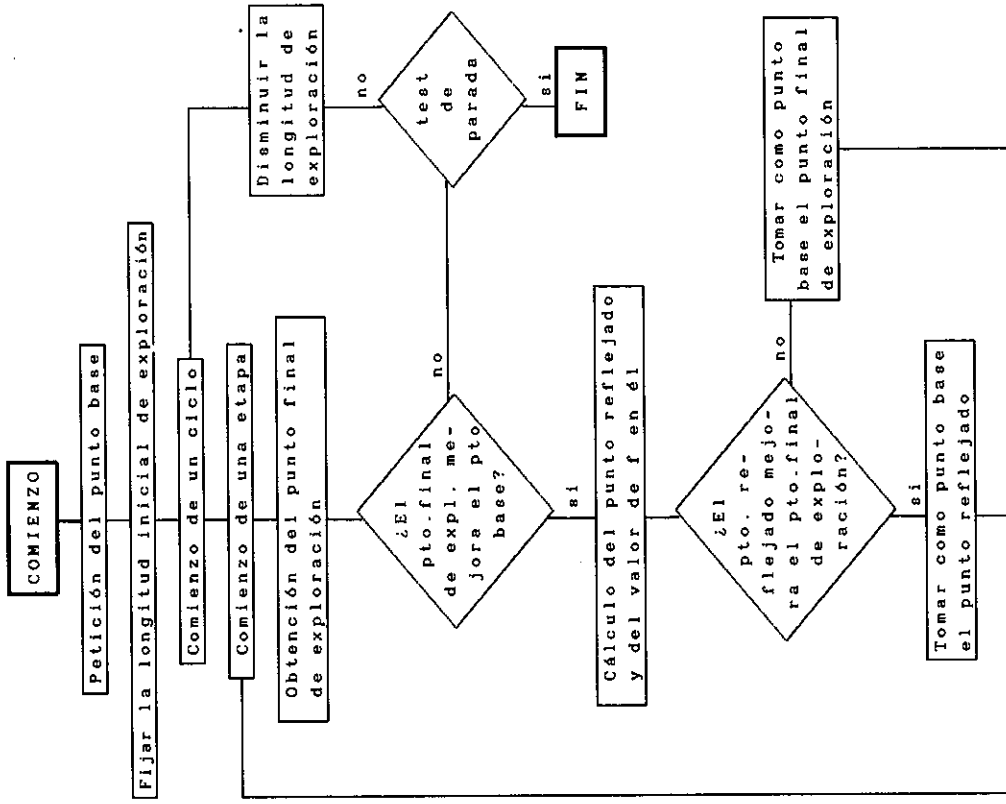 COMIENZO
Petición del punto base
Fijar la longitud inicial de exploración
Comienzo de un ciclo
Comienzo de una etapa
Obtención del punto final
de exploración
¿El
pto.final
de expl. me-
jora el pto
base?
no
test
de
parada
no
Disminuir la
longitud de
exploración
si
FIN
si
Cálculo del punto reflejado
y del valor de f en él
¿El
pto. re-
flejado mejo-
ra el pto.final
de explo-
ración?
no
Tomar como punto
base el punto final
de exploración
si
Tomar como punto base
el punto reflejado